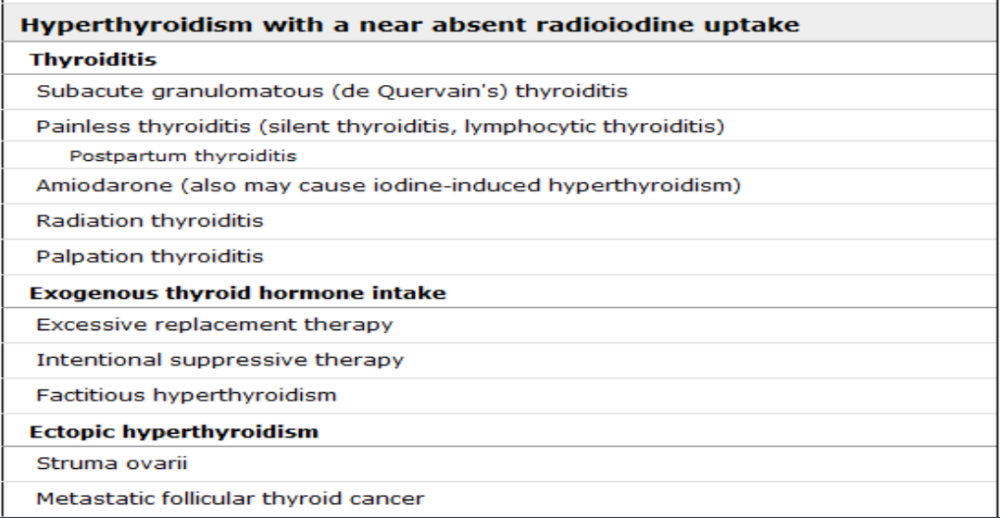 Hyperthyroidism with a near absent radioiodine uptake
Thyroiditis
Subacute granulomatous (de Quervain's) thyroiditis
Painless thyroiditis (silent thyroiditis, lymphocytic thyroiditis)
Postpartum thyroiditis
Amiodarone (also may cause iodine-induced hyperthyroidism)
Radiation thyroiditis
Palpation thyroiditis
Exogenous thyroid hormone intake
Excessive replacement therapy
Intentional suppressive therapy
Factitious hyperthyroidism
Ectopic hyperthyroidism
Struma ovarii
Metastatic follicular thyroid cancer